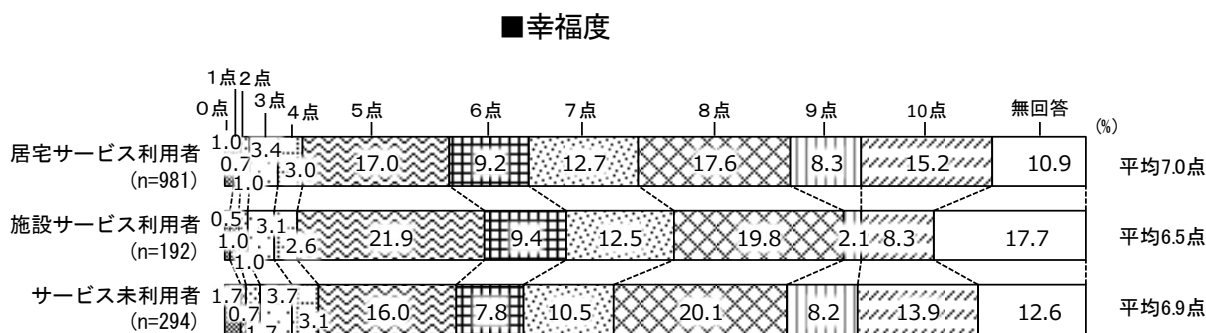 ■幸福度
1点 2点
0点 3点 4点 5点 6点 7点 8点 9点 10点 無回答 (%)
居宅サービス利用者 1.0 0.7 1.0 3.4 3.0 17.0 9.2 12.7 17.6 8.3 15.2 10.9 平均7.0点
(n=981)
施設サービス利用者 0.5 1.0 1.0 3.1 2.6 21.9 9.4 12.5 19.8 2.1 8.3 17.7 平均6.5点
(n=192)
サービス未利用者 1.7 0.7 1.7 3.7 3.1 16.0 7.8 10.5 20.1 8.2 13.9 12.6 平均6.9点
(n=294)